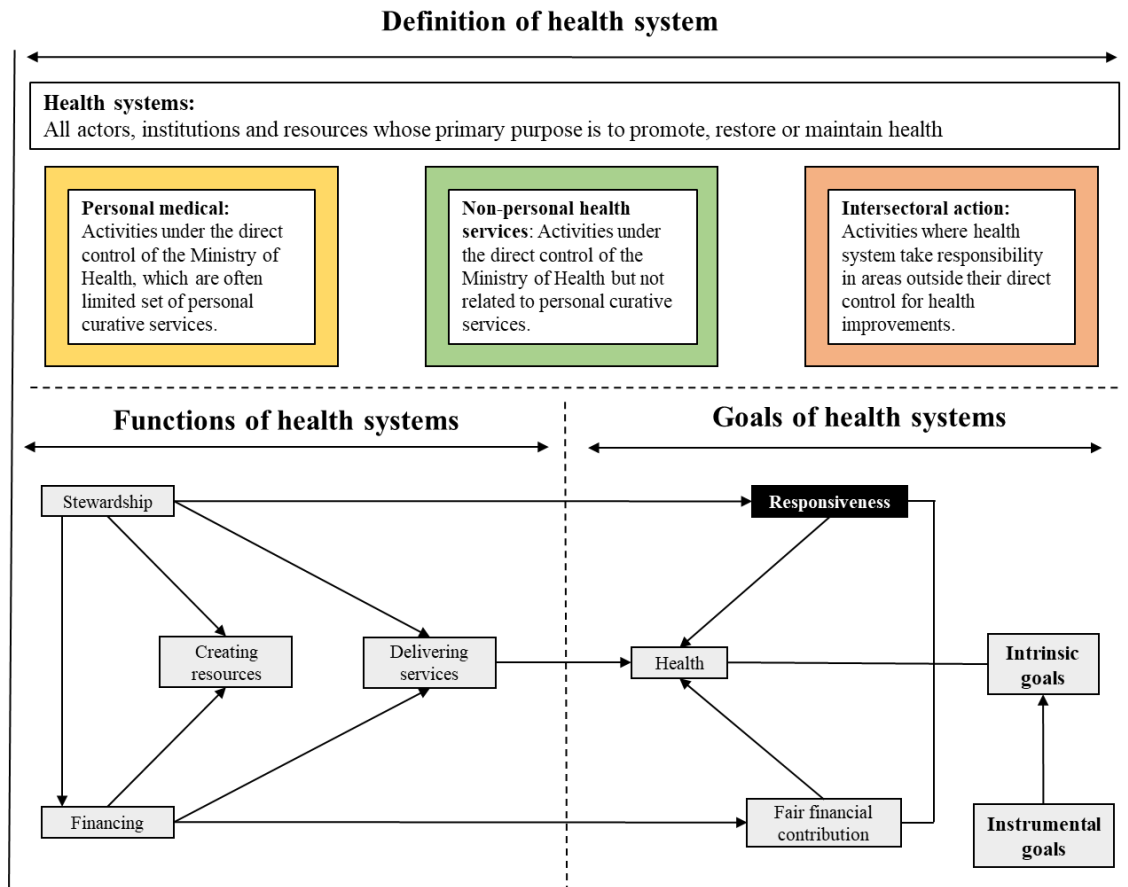 Definition of health system
Health systems:
All actors, institutions and resources whose primary purpose is to promote, restore or maintain health
Personal medical:
Activities under the direct
control of the Ministry of
Health, which are often
limited set of personal
curative services.
Non-personal health
services: Activities under
the direct control of the
Ministry of Health but not
related to personal curative
services.
Intersectoral action:
Activities where health
system take responsibility
in areas outside their direct
control for health
improvements.
Functions of health systems
Goals of health systems
Stewardship
Responsiveness
Creating
resources
Delivering
services
Health
Intrinsic
goals
Financing
Fair financial
contribution
Instrumental
goals